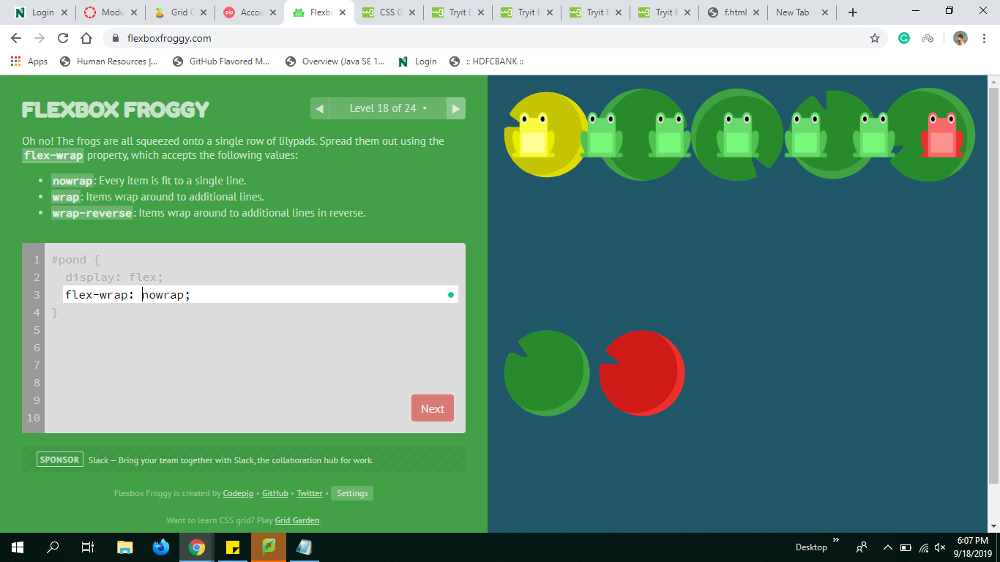 Login
Modu
Grid G
Accou
Flexbo
CSS G
Tryit E
Tryit E
Tryit E
Tryit E
f.html
New Tab
flexboxfroggy.com
Apps
Human Resources |...
GitHub Flavored M...
Overview (Java SE 1...
Login
:: HDFCBANK ::
FLEXBOX FROGGY
Level 18 of 24
Oh no! The frogs are all squeezed onto a single row of lilypads. Spread them out using the
flex-wrap property, which accepts the following values:
• nowrap: Every item is fit to a single line.
• wrap: Items wrap around to additional lines.
• wrap-reverse: Items wrap around to additional lines in reverse.
1 #pond {
2 display: flex;
3 flex-wrap: nowrap;
4 }
5
6
7
8
9
10
Next
SPONSOR Slack — Bring your team together with Slack, the collaboration hub for work.
Flexbox Froggy is created by Codepip • GitHub • Twitter • Settings
Want to learn CSS grid? Play Grid Garden.
Desktop
6:07 PM
9/18/2019